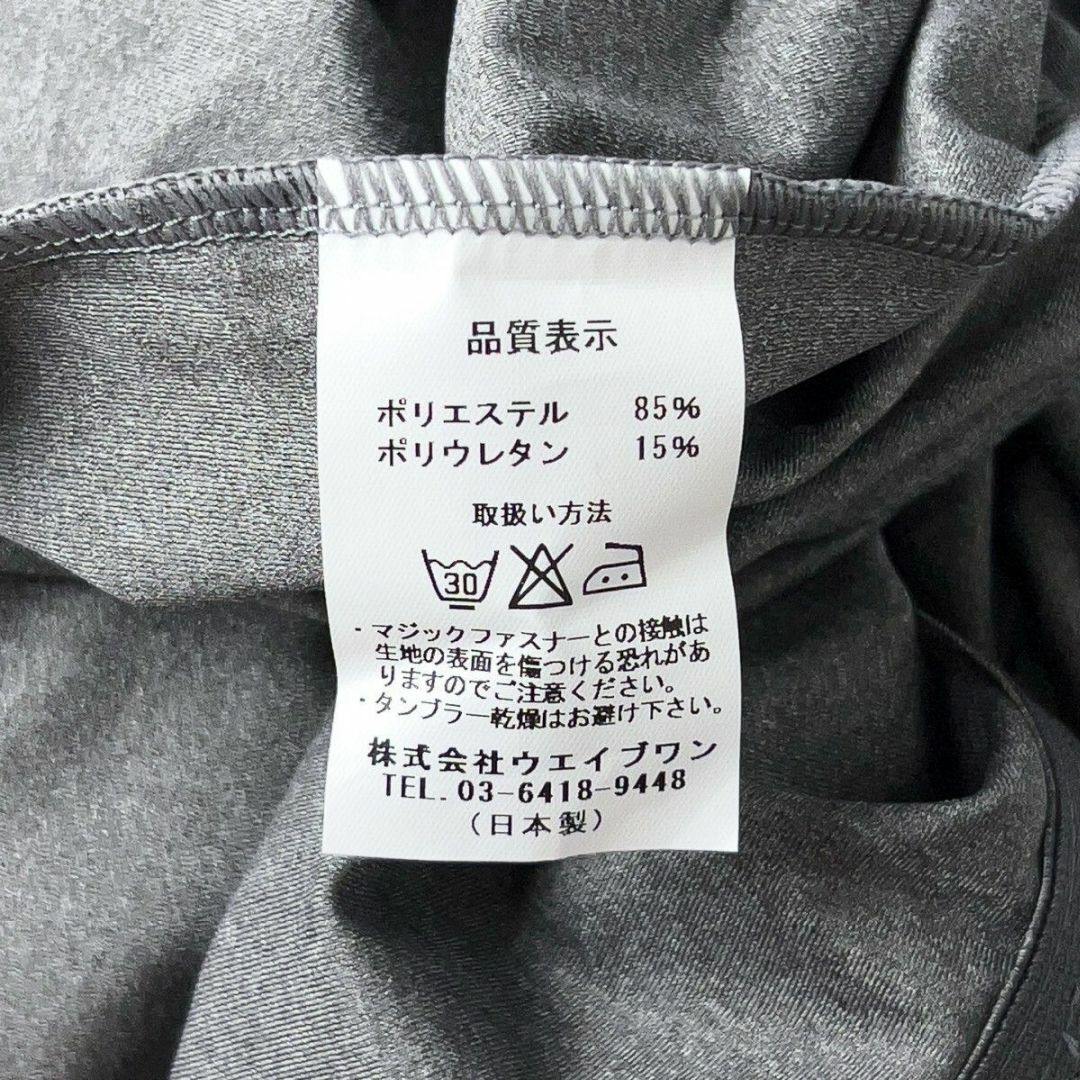 品質表示
ポリエステル 85%
ポリウレタン 15%
取扱い方法
30
・マジックファスナーとの接触は
生地の表面を傷つける恐れがあ
りますのでご注意ください。
・タンブラー乾燥はお避け下さい。
株式会社ウエイブワン
TEL. 03-6418-9448
(日本製)